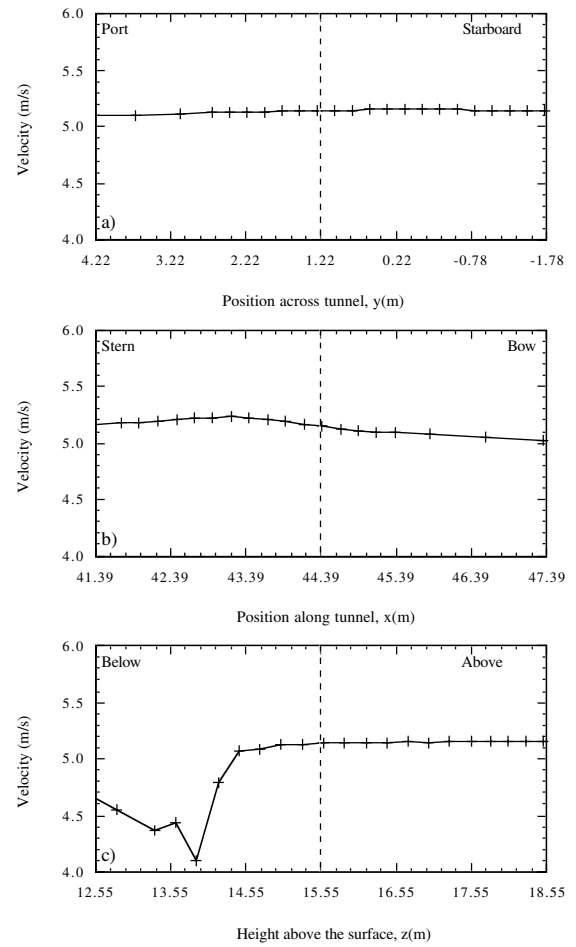 6.0
Port Starboard
5.5
5.0
4.5
a)
4.0
4.22 3.22 2.22 1.22 0.22 -0.78 -1.78
Velocity (m/s)
Position across tunnel, y(m)
6.0
Stern Bow
5.5
5.0
4.5
b)
4.0
41.39 42.39 43.39 44.39 45.39 46.39 47.39
Velocity (m/s)
Position along tunnel, x(m)
6.0
Below Above
5.5
5.0
4.5
c)
4.0
12.55 13.55 14.55 15.55 16.55 17.55 18.55
Velocity (m/s)
Height above the surface, z(m)